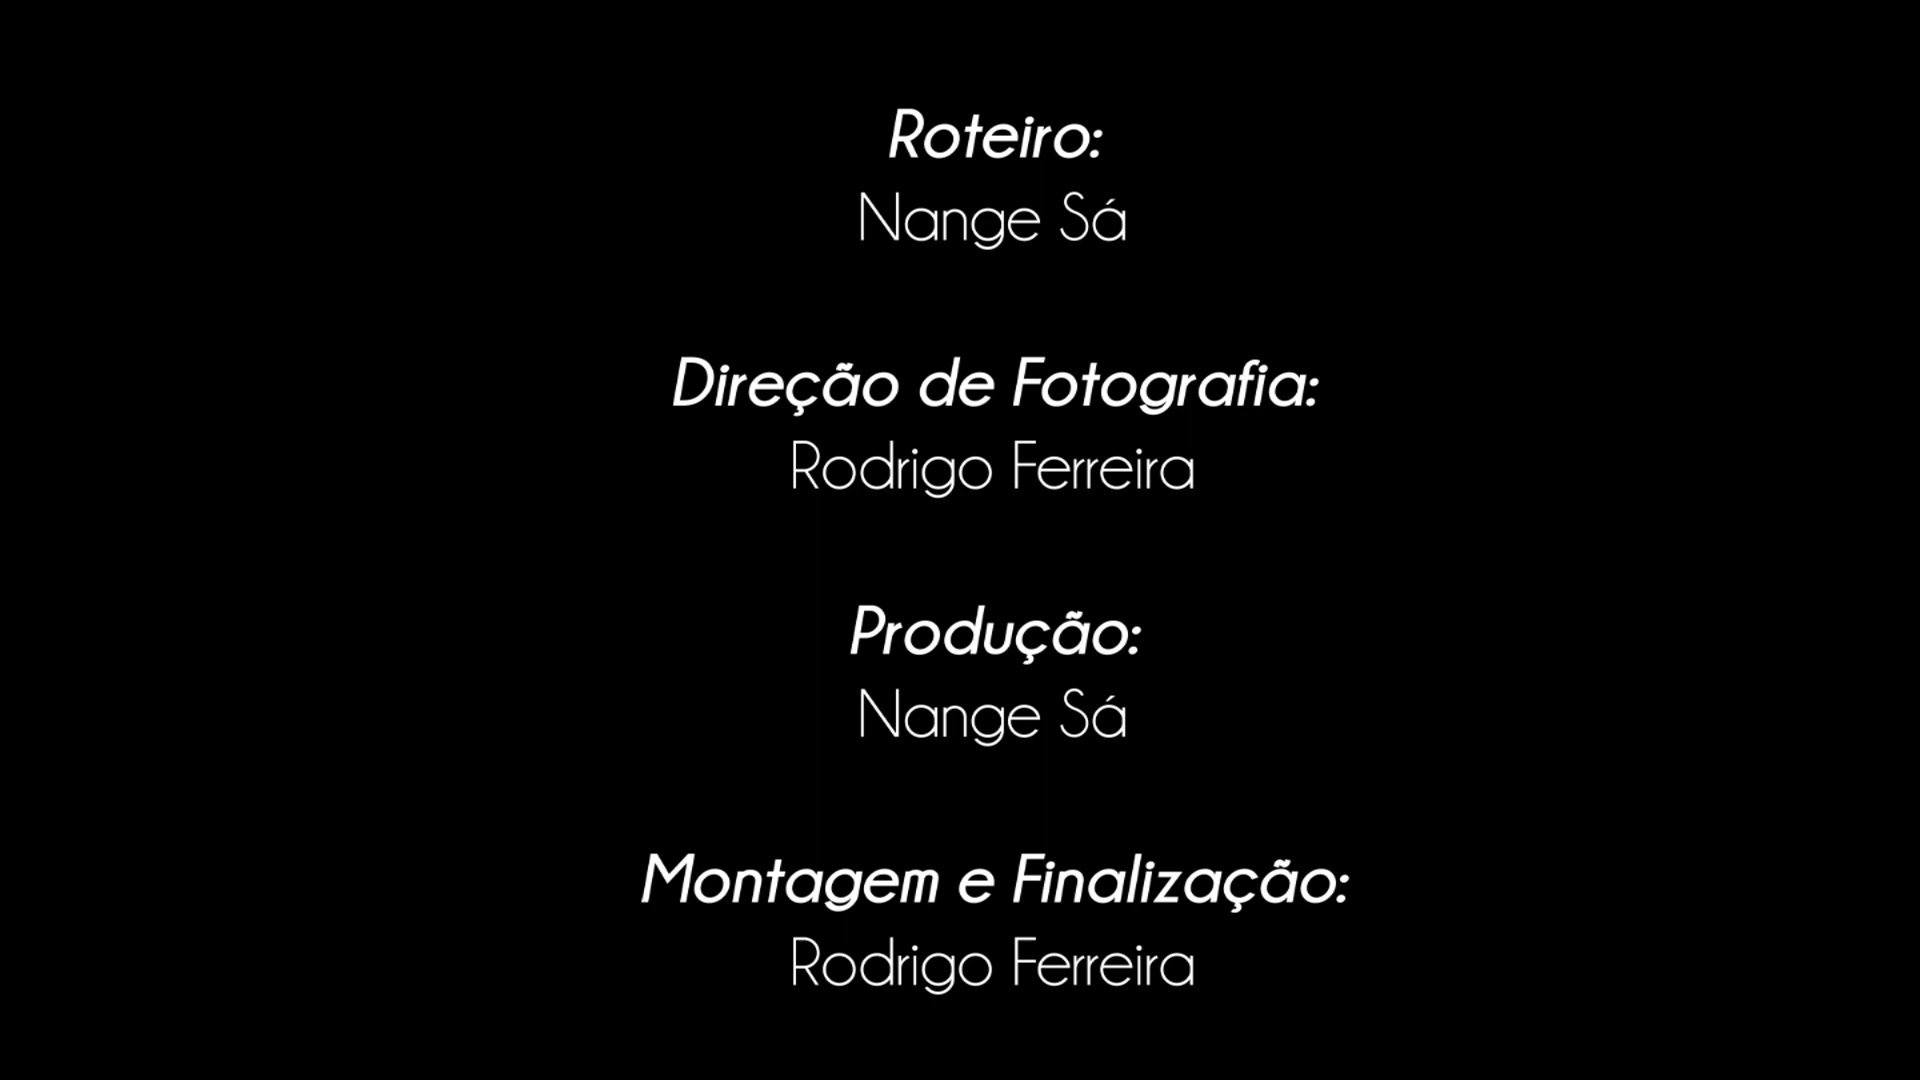 Roteiro:
Nange Sá
Direção de Fotografia:
Rodrigo Ferreira
Produção:
Nange Sá
Montagem e Finalização:
Rodrigo Ferreira